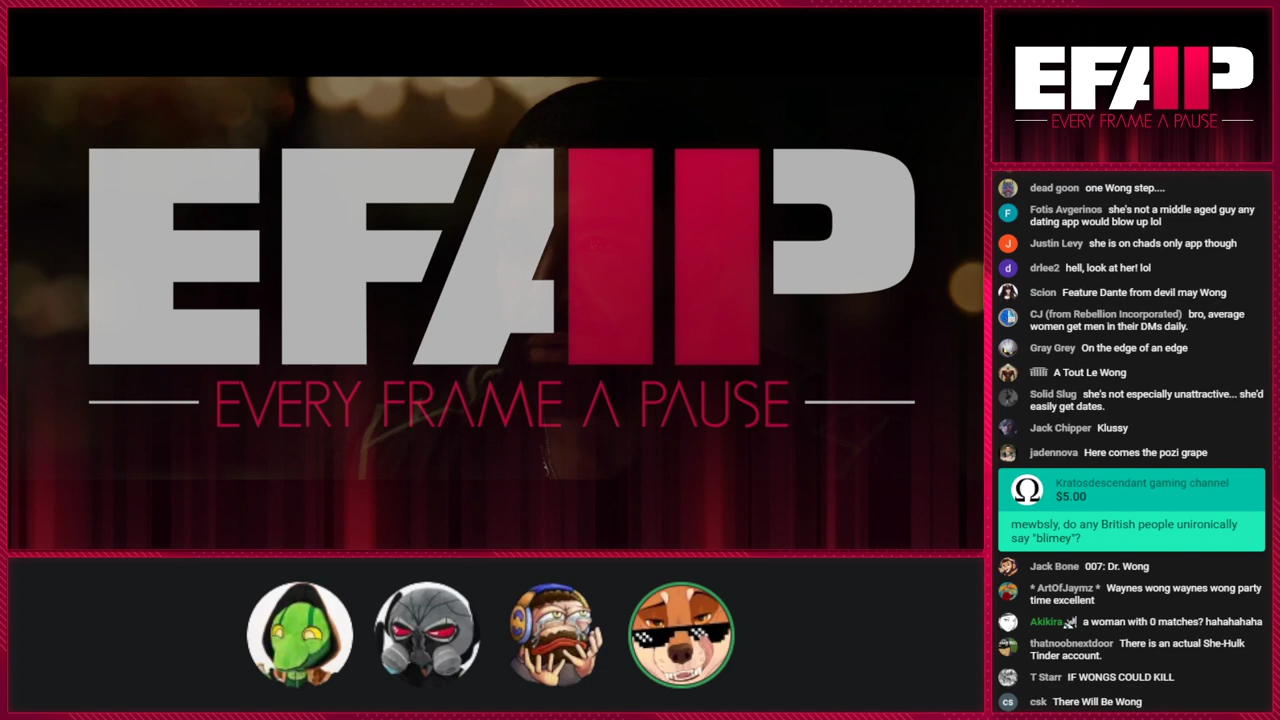 EFAP
EVERY FRAME A PAUSE
EFAP
EVERY FRAME A PAUSE
dead goon one Wong step....
Fotis Avgerinos she's not a middle aged guy any
dating app would blow up lol
Justin Levy she is on chads only app though
drlee2 hell, look at her! lol
Scion Feature Dante from devil may Wong
CJ (from Rebellion Incorporated) bro, average
women get men in their DMs daily.
Gray Grey On the edge of an edge
A Tout Le Wong
Solid Slug she's not especially unattractive... she'd
easily get dates.
Jack Chipper Klussy
jadennova Here comes the pozi grape
Kratosdescendant gaming channel
$5.00
mewbsly, do any British people unironically
say "blimey"?
Jack Bone 007: Dr. Wong
* ArtOfJaymz * Waynes wong waynes wong party
time excellent
Akikira a woman with 0 matches? hahahahaha
thatnoobnextdoor There is an actual She-Hulk
Tinder account.
T Starr IF WONGS COULD KILL
cs csk There Will Be Wong